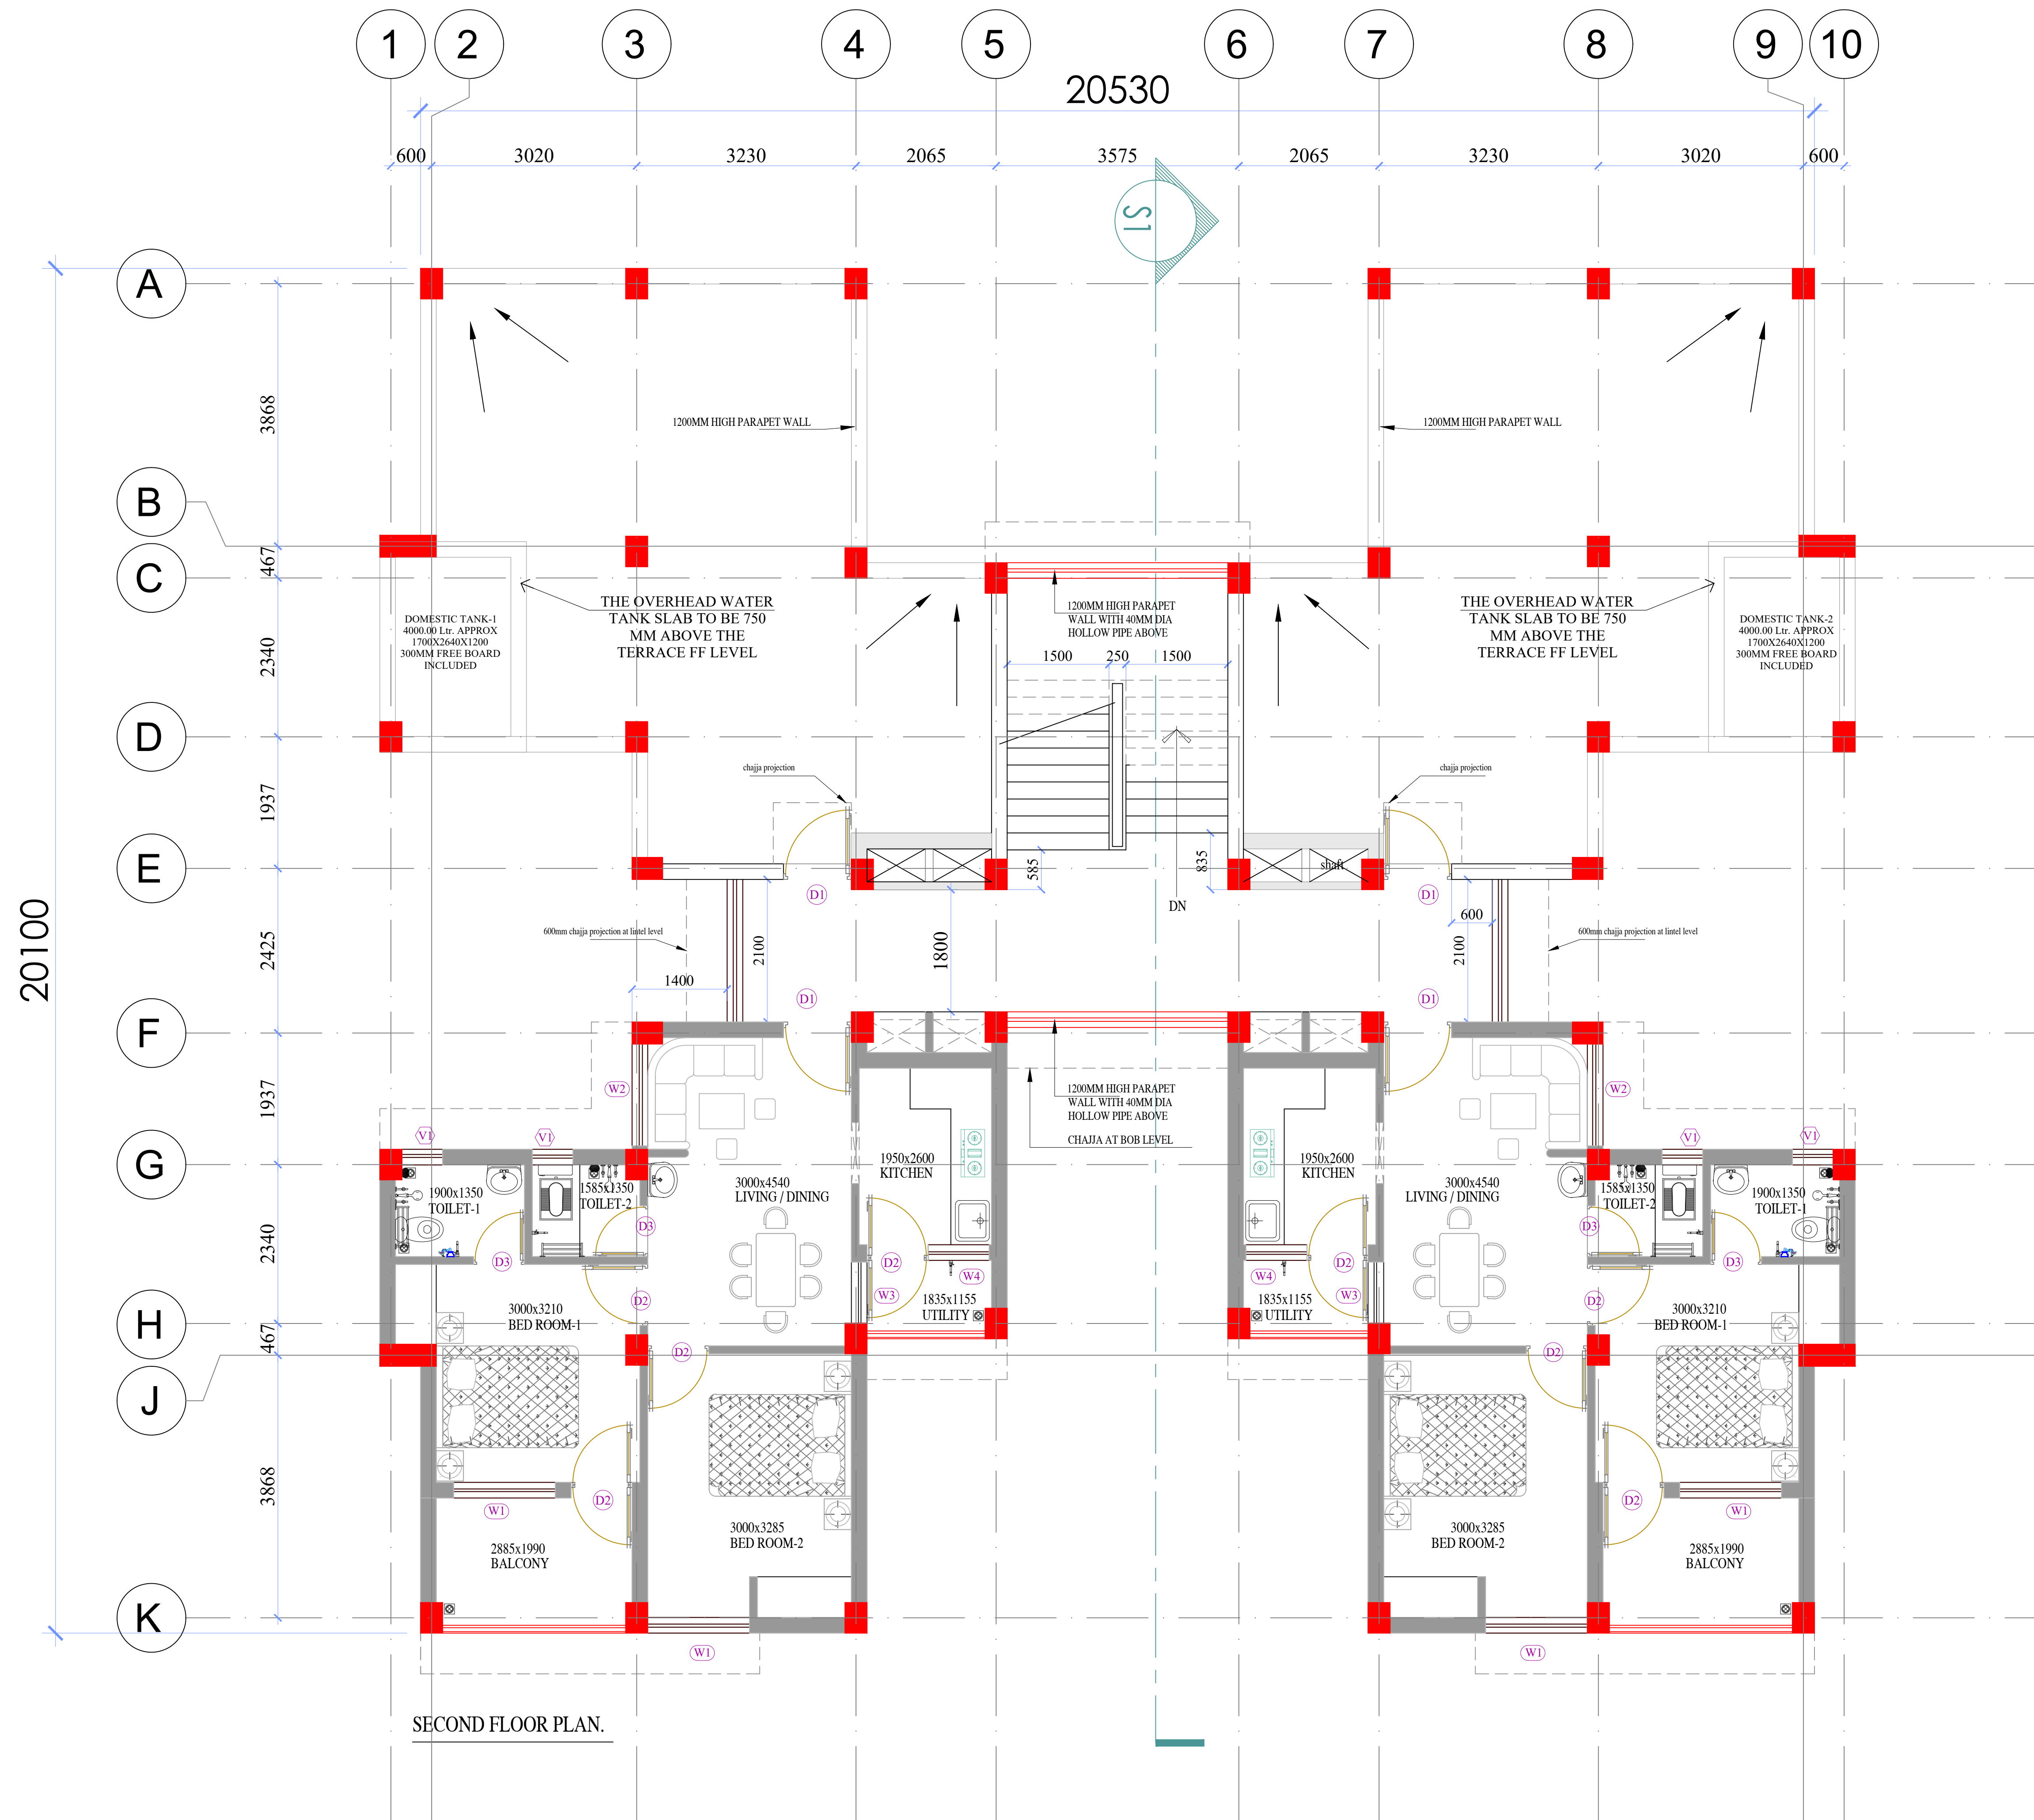 1 2 3 4 5 6 7 8 9 10
20530
600 3020 3230 2065 3575 2065 3230 3020 600
S1
A
B
C
D
E
F
G
H
J
K
20100
3868
467
2340
1937
2425
1937
2340
467
3868
1200MM HIGH PARAPET WALL
1200MM HIGH PARAPET WALL
DOMESTIC TANK-1
4000.00 Ltr. APPROX
1700X2640X1200
300MM FREE BOARD
INCLUDED
THE OVERHEAD WATER
TANK SLAB TO BE 750
MM ABOVE THE
TERRACE FF LEVEL
1200MM HIGH PARAPET
WALL WITH 40MM DIA
HOLLOW PIPE ABOVE
1500 250 1500
THE OVERHEAD WATER
TANK SLAB TO BE 750
MM ABOVE THE
TERRACE FF LEVEL
DOMESTIC TANK-2
4000.00 Ltr. APPROX
1700X2640X1200
300MM FREE BOARD
INCLUDED
chajja projection
chajja projection
585
835
shaft
D1
D1
DN
600
600mm chajja projection at lintel level
600mm chajja projection at lintel level
2100
1800
2100
1400
D1
D1
W2
W2
1200MM HIGH PARAPET
WALL WITH 40MM DIA
HOLLOW PIPE ABOVE
CHAJJA AT BOB LEVEL
V1
V1
V1
V1
1900x1350
TOILET-1
1585x1350
TOILET-2
3000x4540
LIVING / DINING
1950x2600
KITCHEN
1950x2600
KITCHEN
3000x4540
LIVING / DINING
1585x1350
TOILET-2
1900x1350
TOILET-1
D3
D3
D3
D3
D2
W4
W4
D2
W3
W3
D2
D2
1835x1155
UTILITY
1835x1155
UTILITY
3000x3210
BED ROOM-1
3000x3210
BED ROOM-1
D2
D2
D2
D2
W1
W1
3000x3285
BED ROOM-2
3000x3285
BED ROOM-2
2885x1990
BALCONY
2885x1990
BALCONY
W1
W1
SECOND FLOOR PLAN.